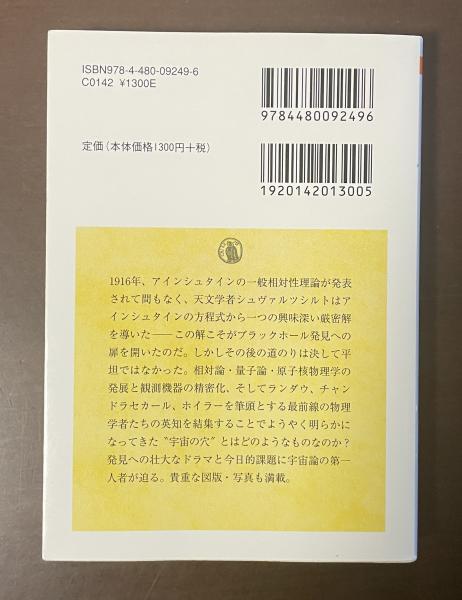 ISBN978-4-480-09249-6
C0142 ¥1300E
9784480092496
定価(本体価格1300円+税)
1920142013005
1916年、アインシュタインの一般相対性理論が発表
されて間もなく、天文学者シュヴァルツシルトはア
インシュタインの方程式から一つの興味深い厳密解
を導いた――この解こそがブラックホール発見への
扉を開いたのだ。しかしその後の道のりは決して平
坦ではなかった。相対論・量子論・原子核物理学の
発展と観測機器の精密化、そしてランダウ、チャン
ドラセカール、ホイラーを筆頭とする最前線の物理
学者たちの英知を結集することでようやく明らかに
なってきた〝宇宙の穴〟とはどのようなものなのか?
発見への壮大なドラマと今日的課題に宇宙論の第一
人者が迫る。貴重な図版・写真も満載。